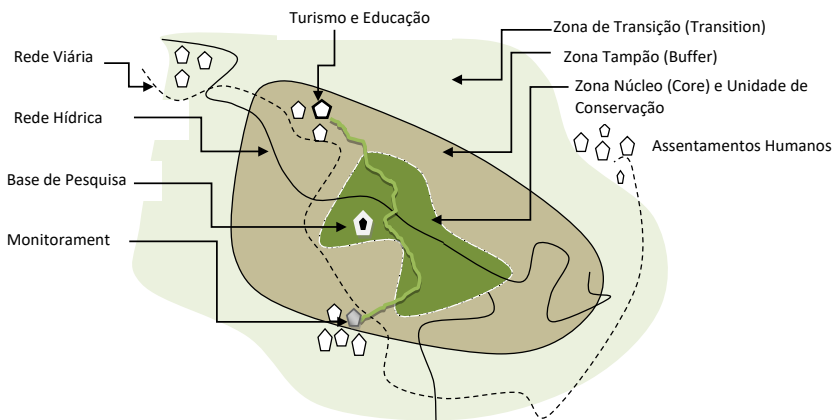 Turismo e Educação
Zona de Transição (Transition)
Rede Viária
Zona Tampão (Buffer)
Zona Núcleo (Core) e Unidade de
Conservação
Rede Hídrica
Assentamentos Humanos
Base de Pesquisa
Monitorament